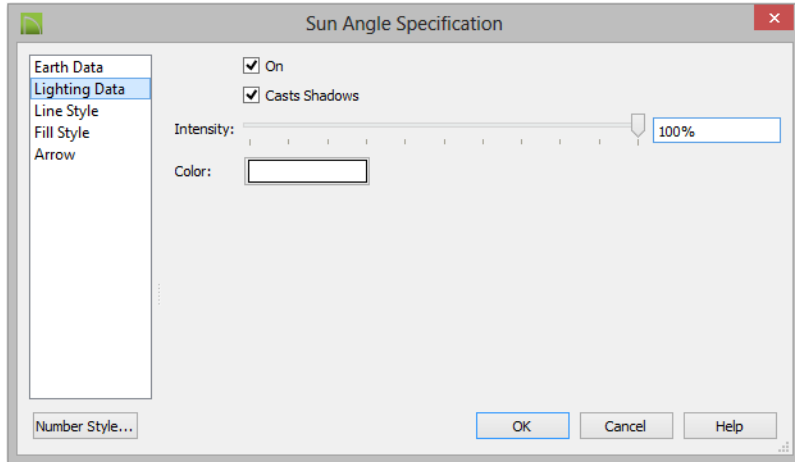 Sun Angle Specification
Earth Data
Lighting Data
Line Style
Fill Style
Arrow
On
Casts Shadows
Intensity: 100%
Color:
Number Style...
OK Cancel Help